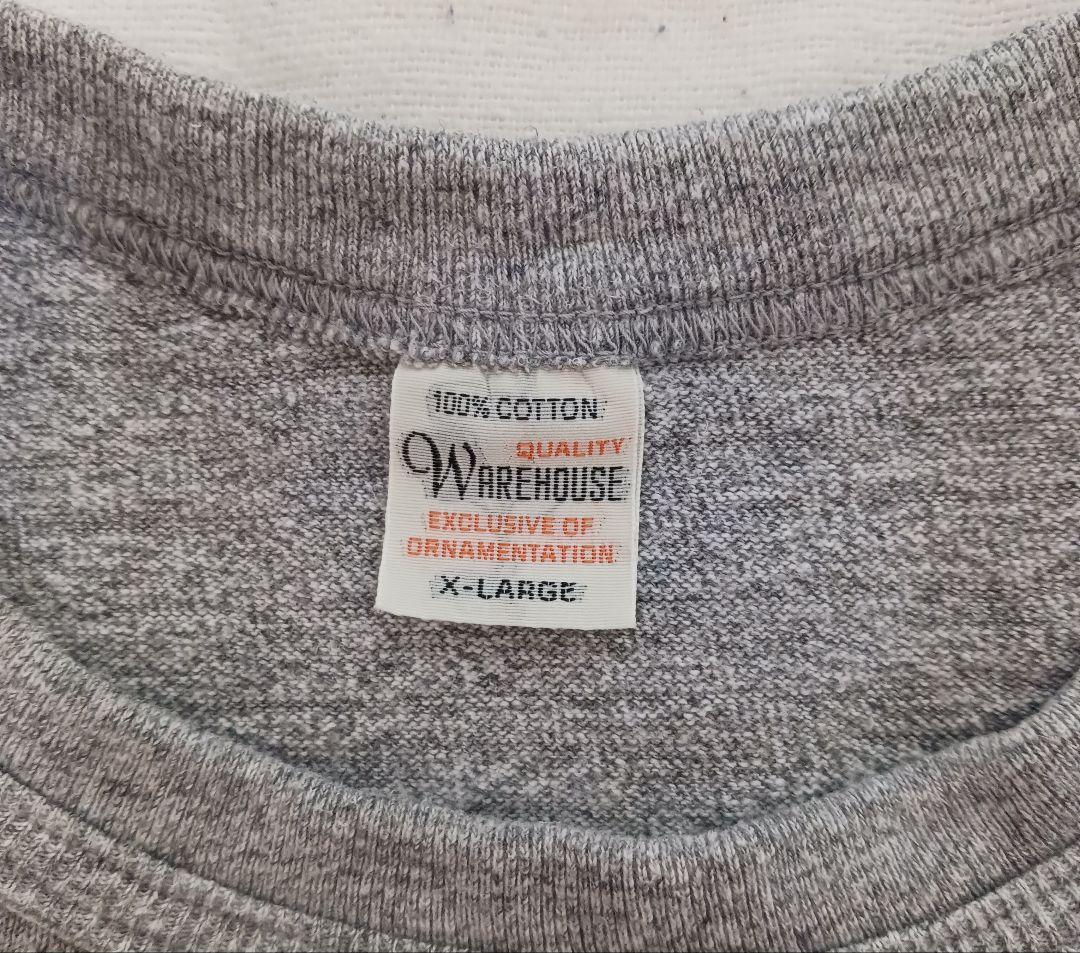 100% COTTON
QUALITY
WAREHOUSE
EXCLUSIVE OF
ORNAMENTATION
X-LARGE